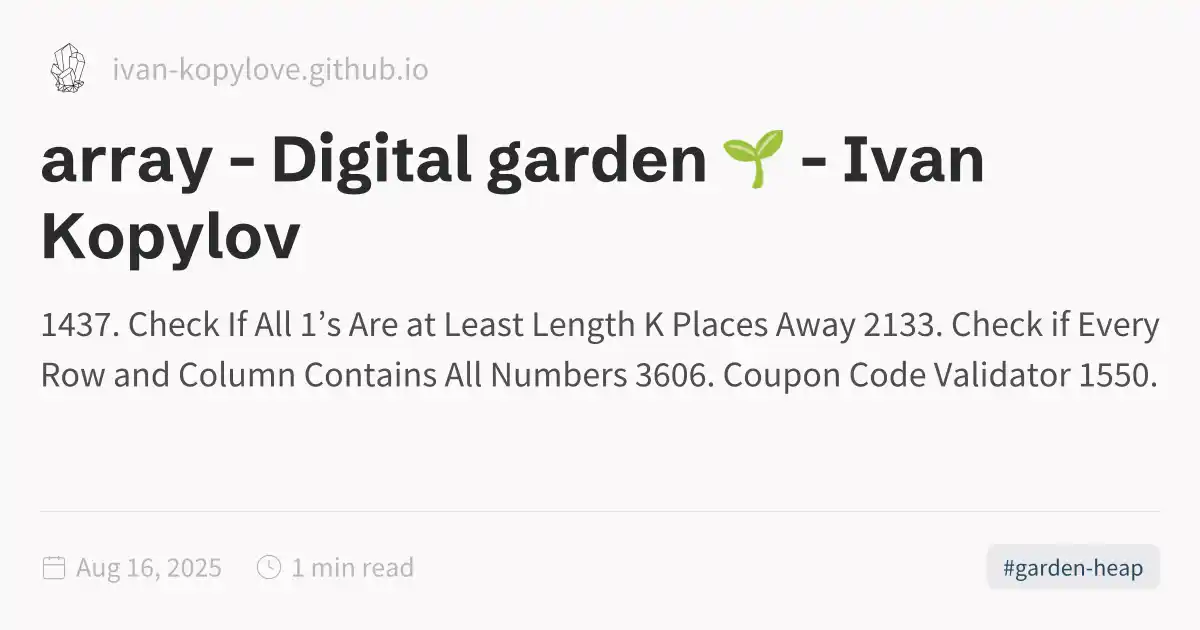 ivan-kopylove.github.io
array - Digital garden 🌱 - Ivan
Kopylov
1437. Check If All 1’s Are at Least Length K Places Away 2133. Check if Every
Row and Column Contains All Numbers 3606. Coupon Code Validator 1550.
Aug 16, 2025 1 min read #garden-heap